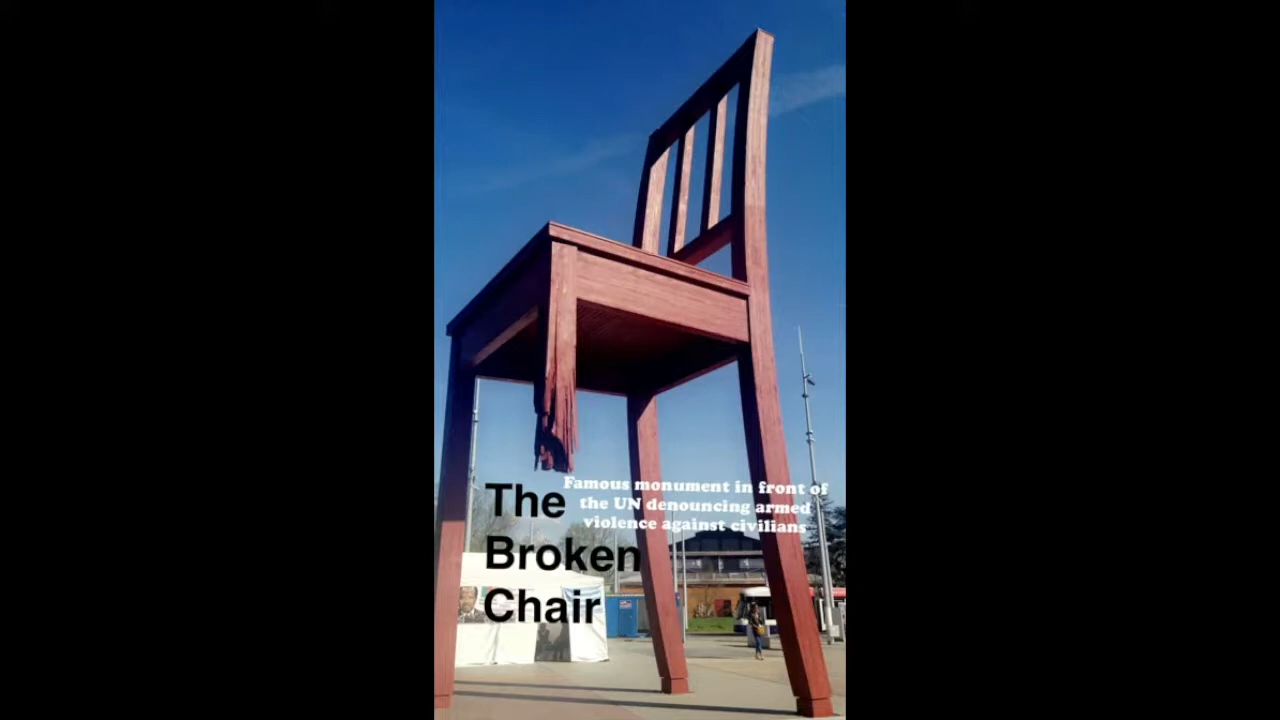 The
Broken
Chair
Famous monument in front of
the UN denouncing armed
violence against civilians